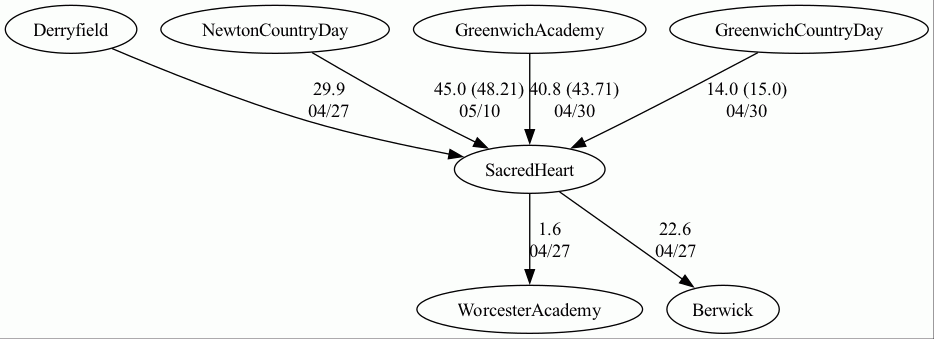 Derryfield
NewtonCountryDay
GreenwichAcademy
GreenwichCountryDay
29.9
04/27
45.0 (48.21)
05/10
40.8 (43.71)
04/30
14.0 (15.0)
04/30
SacredHeart
1.6
04/27
22.6
04/27
WorcesterAcademy
Berwick